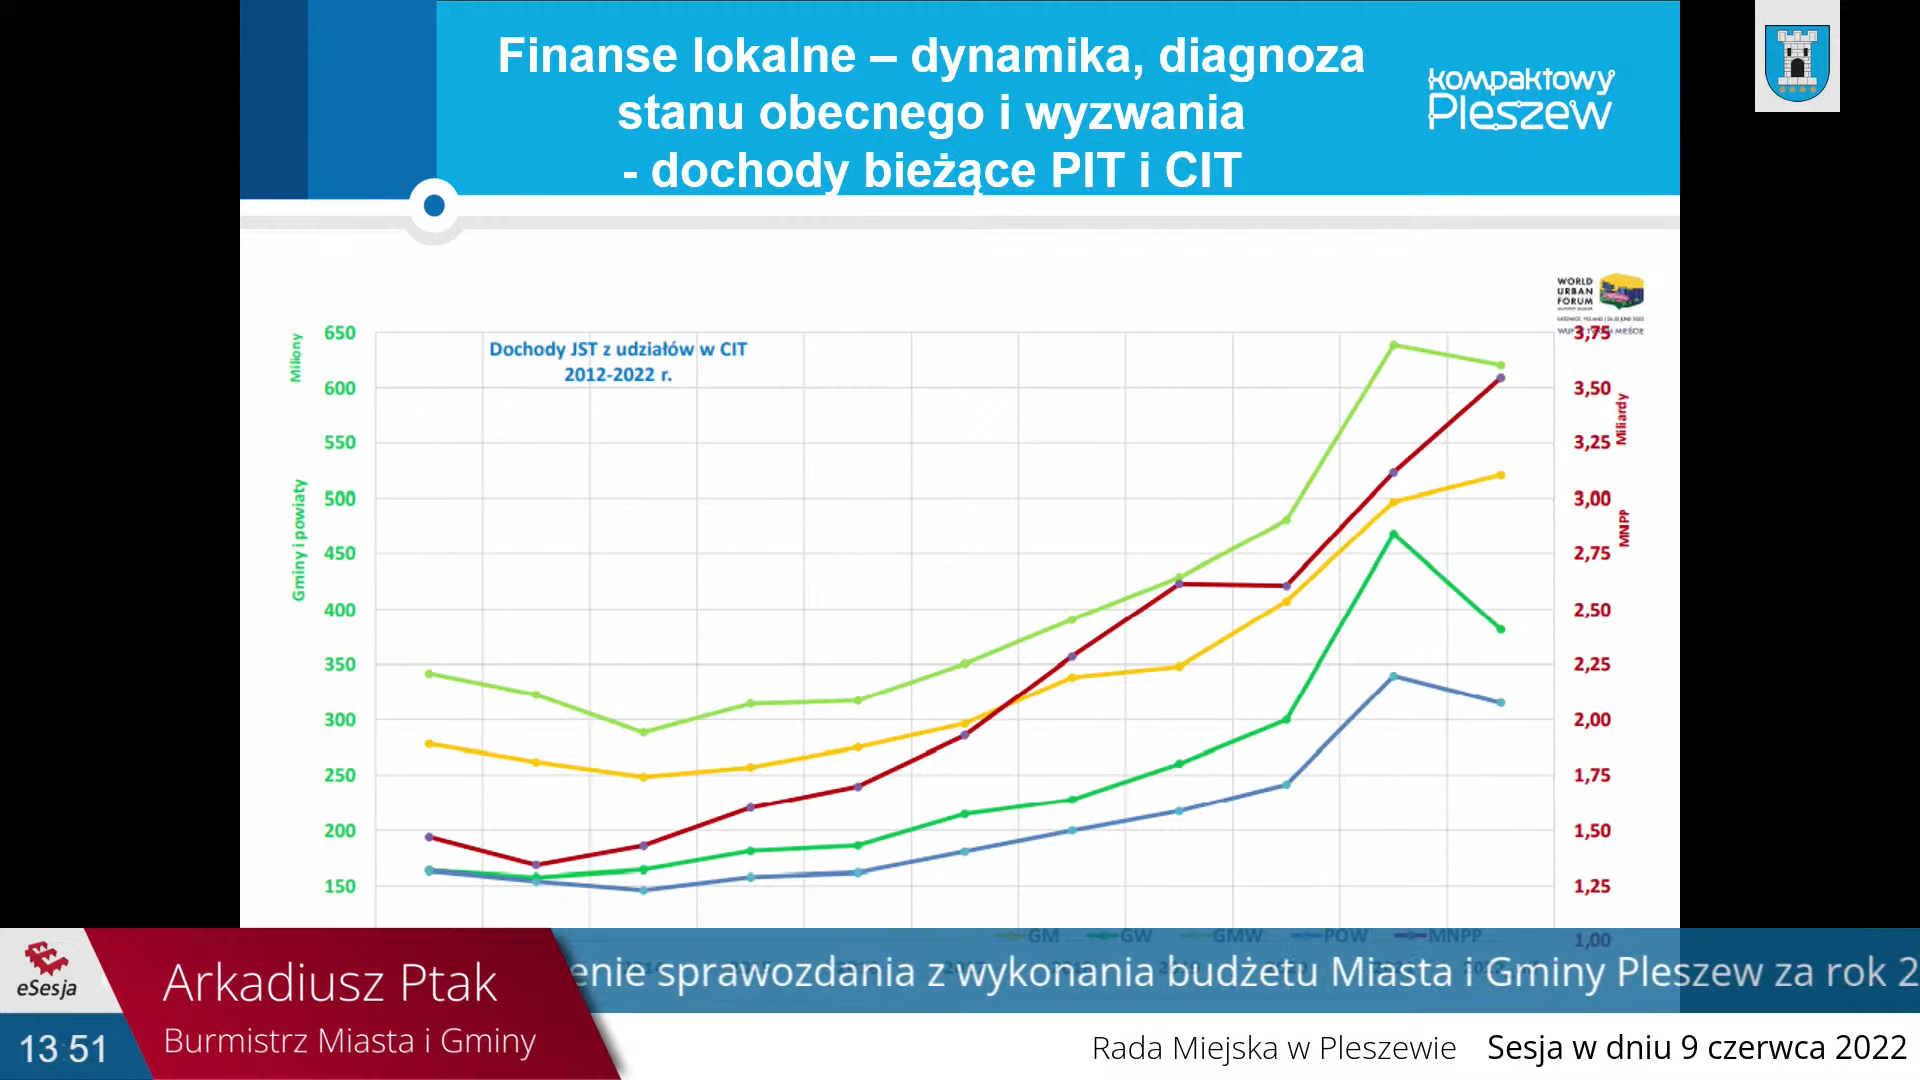 Finanse lokalne – dynamika, diagnoza
stanu obecnego i wyzwania
- dochody bieżące PIT i CIT
kompaktowy
Pleszew
WORLD
URBAN
FORUM
Dochody JST z udziałów w CIT
2012-2022 r.
Miliony
Gminy i powiaty
650
600
550
500
450
400
350
300
250
200
150
3,75
3,50
3,25
3,00
2,75
2,50
2,25
2,00
1,75
1,50
1,25
1,00
Miliardy
MNPP
GM GW GMW POW MNPP
eSesja
13:51
Arkadiusz Ptak
Burmistrz Miasta i Gminy
enie sprawozdania z wykonania budżetu Miasta i Gminy Pleszew za rok 2
Rada Miejska w Pleszewie Sesja w dniu 9 czerwca 2022